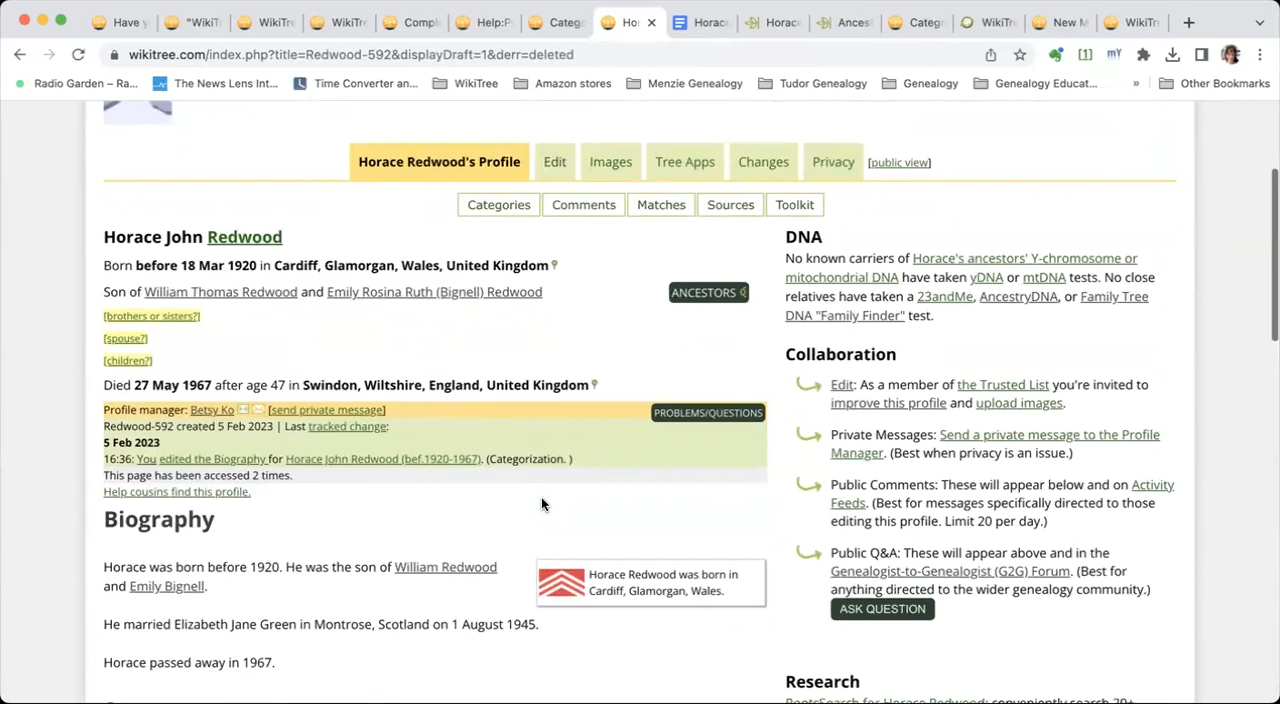 Have y
"WikiT
WikiTre
WikiTr
Comp
Help:P
Catego
Ho
Horac
Horac
Ances
Catego
WikiTr
New M
WikiTr
wikitree.com/index.php?title=Redwood-592&displayDraft=1&derr=deleted
[1]
mY
Radio Garden – Ra...
The News Lens Int...
Time Converter an...
WikiTree
Amazon stores
Menzie Genealogy
Tudor Genealogy
Genealogy
Genealogy Educat...
»
Other Bookmarks
Horace Redwood's Profile
Edit
Images
Tree Apps
Changes
Privacy
[public view]
Categories
Comments
Matches
Sources
Toolkit
Horace John Redwood
Born before 18 Mar 1920 in Cardiff, Glamorgan, Wales, United Kingdom
Son of William Thomas Redwood and Emily Rosina Ruth (Bignell) Redwood
ANCESTORS
[brothers or sisters?]
[spouse?]
[children?]
Died 27 May 1967 after age 47 in Swindon, Wiltshire, England, United Kingdom
Profile manager: Betsy Ko [send private message]
PROBLEMS/QUESTIONS
Redwood-592 created 5 Feb 2023 | Last tracked change:
5 Feb 2023
16:36: You edited the Biography for Horace John Redwood (bef.1920-1967). (Categorization. )
This page has been accessed 2 times.
Help cousins find this profile.
Biography
Horace was born before 1920. He was the son of William Redwood
and Emily Bignell.
Horace Redwood was born in
Cardiff, Glamorgan, Wales.
He married Elizabeth Jane Green in Montrose, Scotland on 1 August 1945.
Horace passed away in 1967.
DNA
No known carriers of Horace's ancestors' Y-chromosome or
mitochondrial DNA have taken yDNA or mtDNA tests. No close
relatives have taken a 23andMe, AncestryDNA, or Family Tree
DNA "Family Finder" test.
Collaboration
Edit: As a member of the Trusted List you're invited to
improve this profile and upload images.
Private Messages: Send a private message to the Profile
Manager. (Best when privacy is an issue.)
Public Comments: These will appear below and on Activity
Feeds. (Best for messages specifically directed to those
editing this profile. Limit 20 per day.)
Public Q&A: These will appear above and in the
Genealogist-to-Genealogist (G2G) Forum. (Best for
anything directed to the wider genealogy community.)
ASK QUESTION
Research
RootsSearch for Horace Redwood: conveniently search 20+